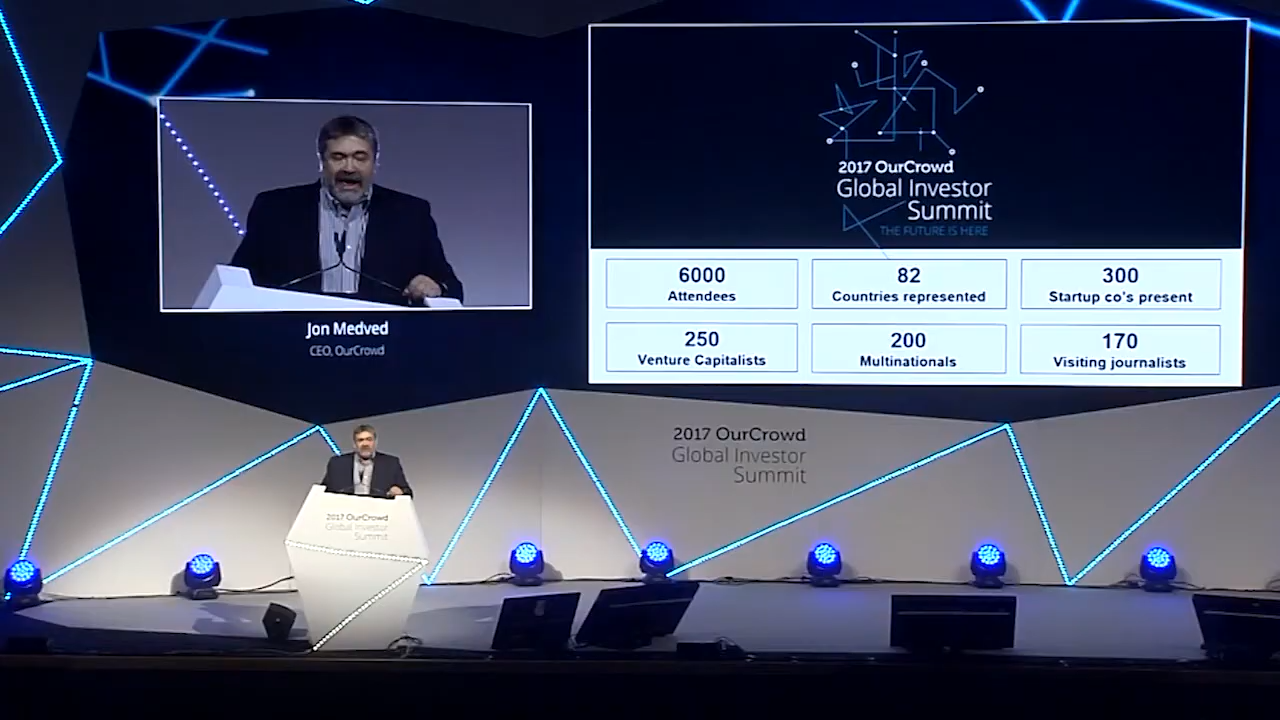 Jon Medved
CEO, OurCrowd
2017 OurCrowd
Global Investor
Summit
THE FUTURE IS HERE
6000
Attendees
82
Countries represented
300
Startup co's present
250
Venture Capitalists
200
Multinationals
170
Visiting journalists
2017 OurCrowd
Global Investor
Summit
2017 OurCrowd
Global Investor
Summit